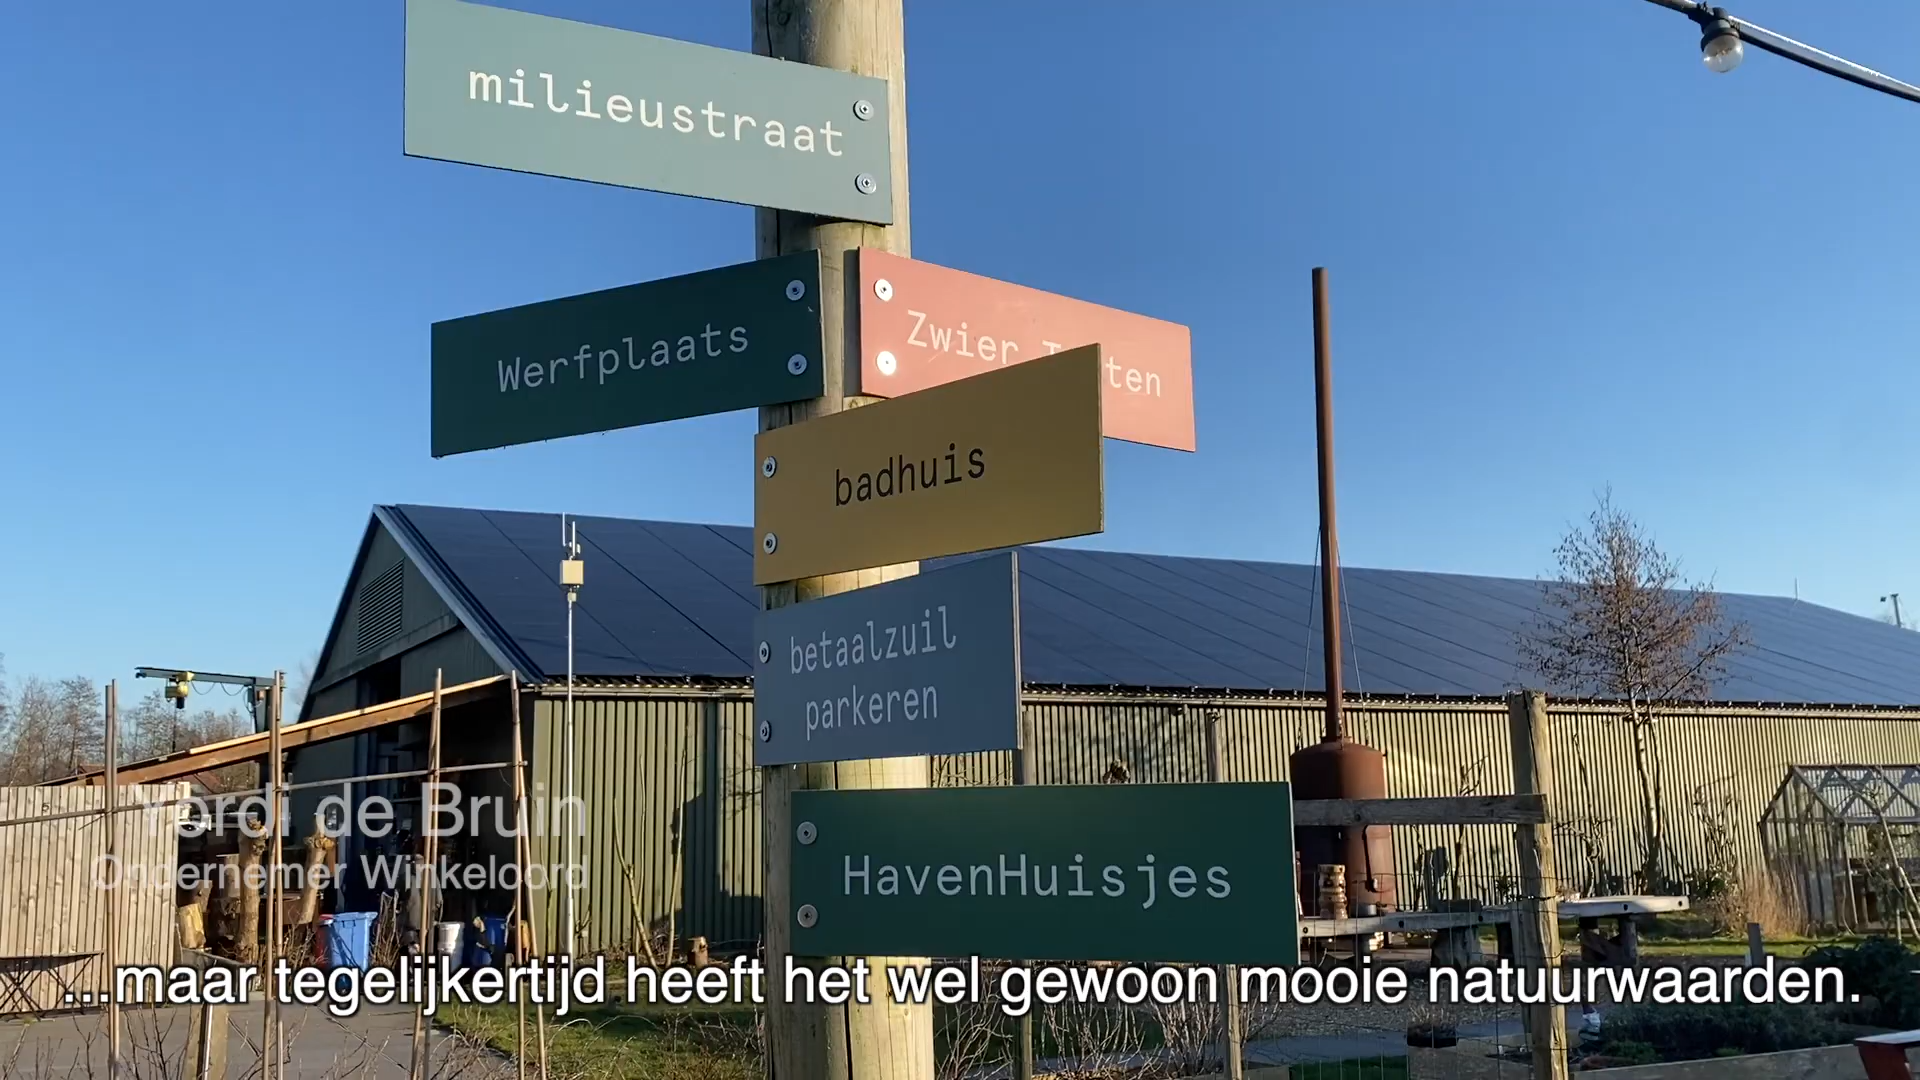 milieustraat
Werfplaats
Zwier
badhuis
betaalzuil
parkeren
HavenHuisjes
Yordi de Bruin
Ondernemer Winkeloord
...maar tegelijkertijd heeft het wel gewoon mooie natuurwaarden.